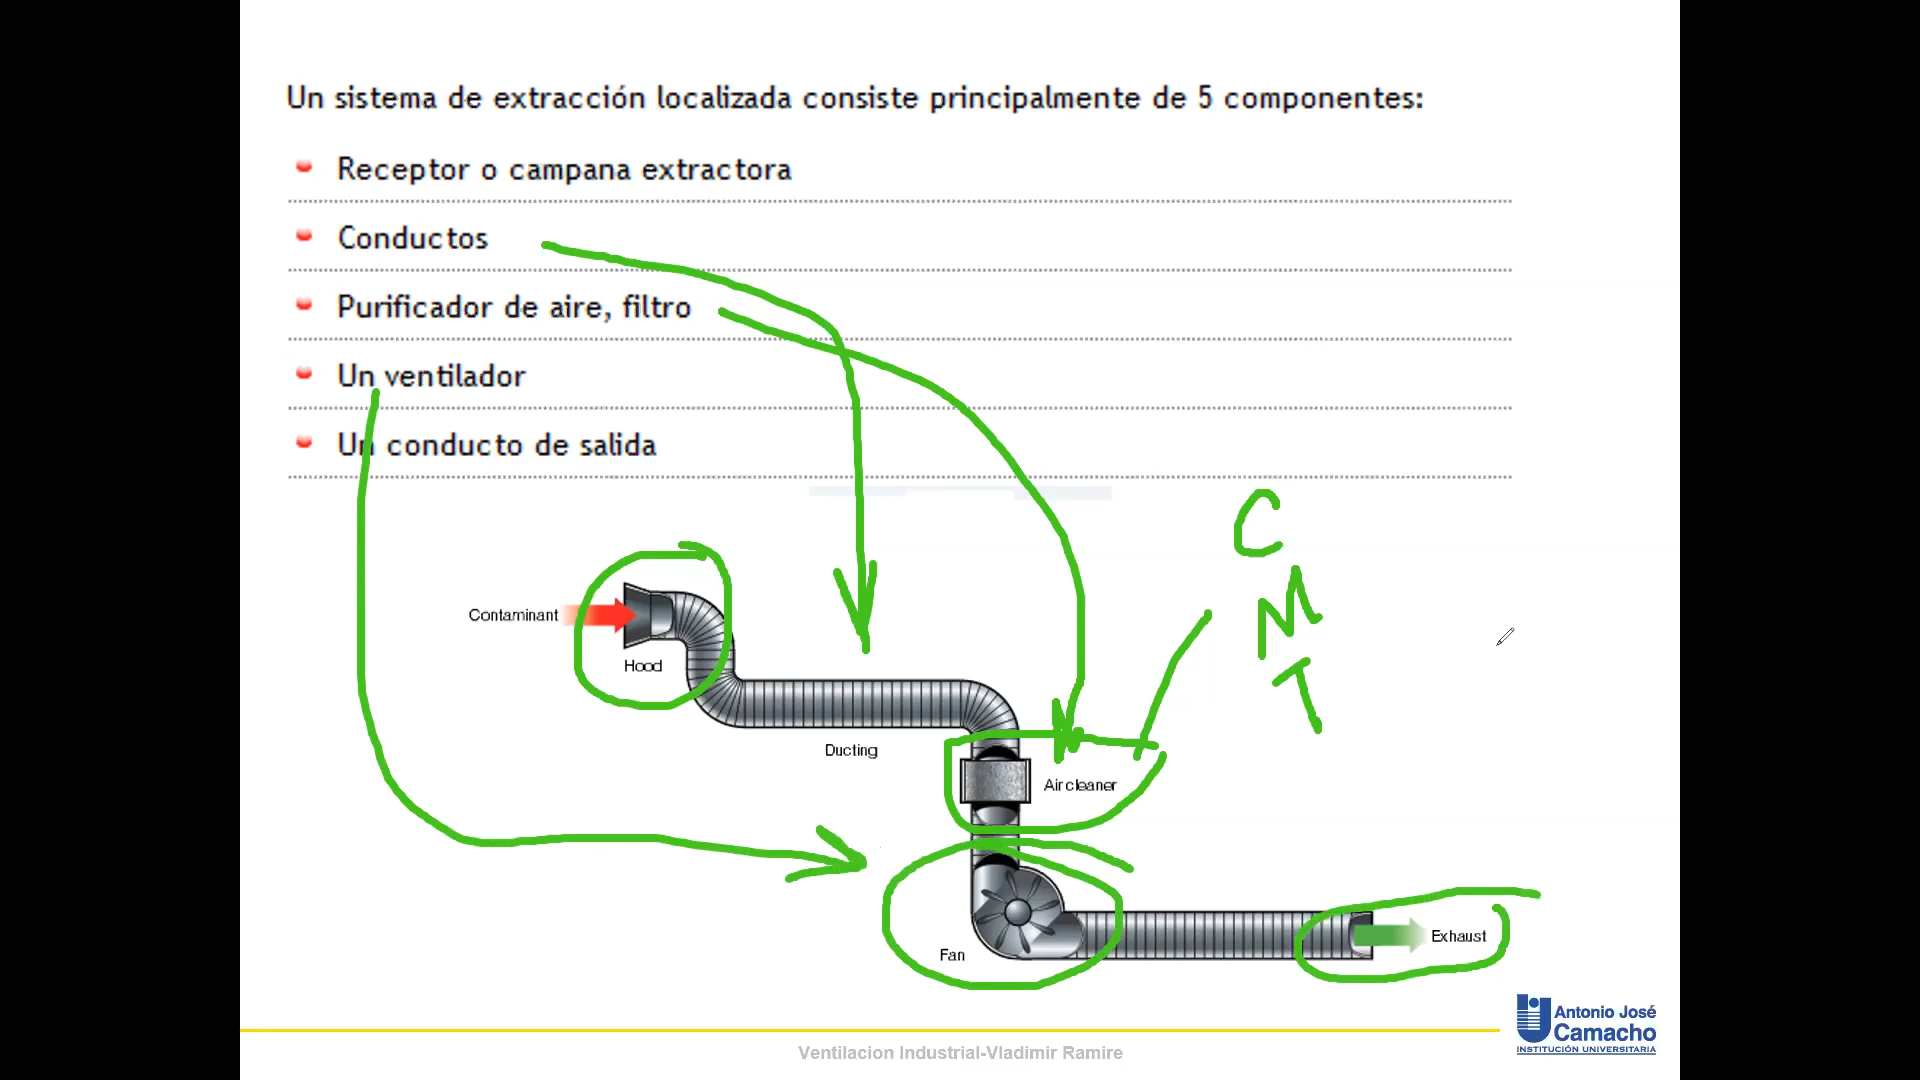 Un sistema de extracción localizada consiste principalmente de 5 componentes:
Receptor o campana extractora
Conductos
Purificador de aire, filtro
Un ventilador
Un conducto de salida
C
M
T
Contaminant
Hood
Ducting
Air cleaner
Fan
Exhaust
Antonio José
Camacho
INSTITUCIÓN UNIVERSITARIA
Ventilacion Industrial-Vladimir Ramire